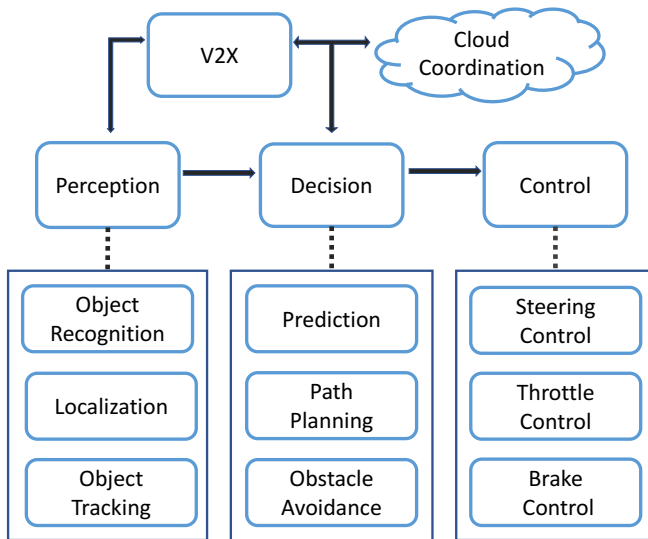 V2X
Cloud
Coordination
Perception
Decision
Control
Object
Recognition
Localization
Object
Tracking
Prediction
Path
Planning
Obstacle
Avoidance
Steering
Control
Throttle
Control
Brake
Control